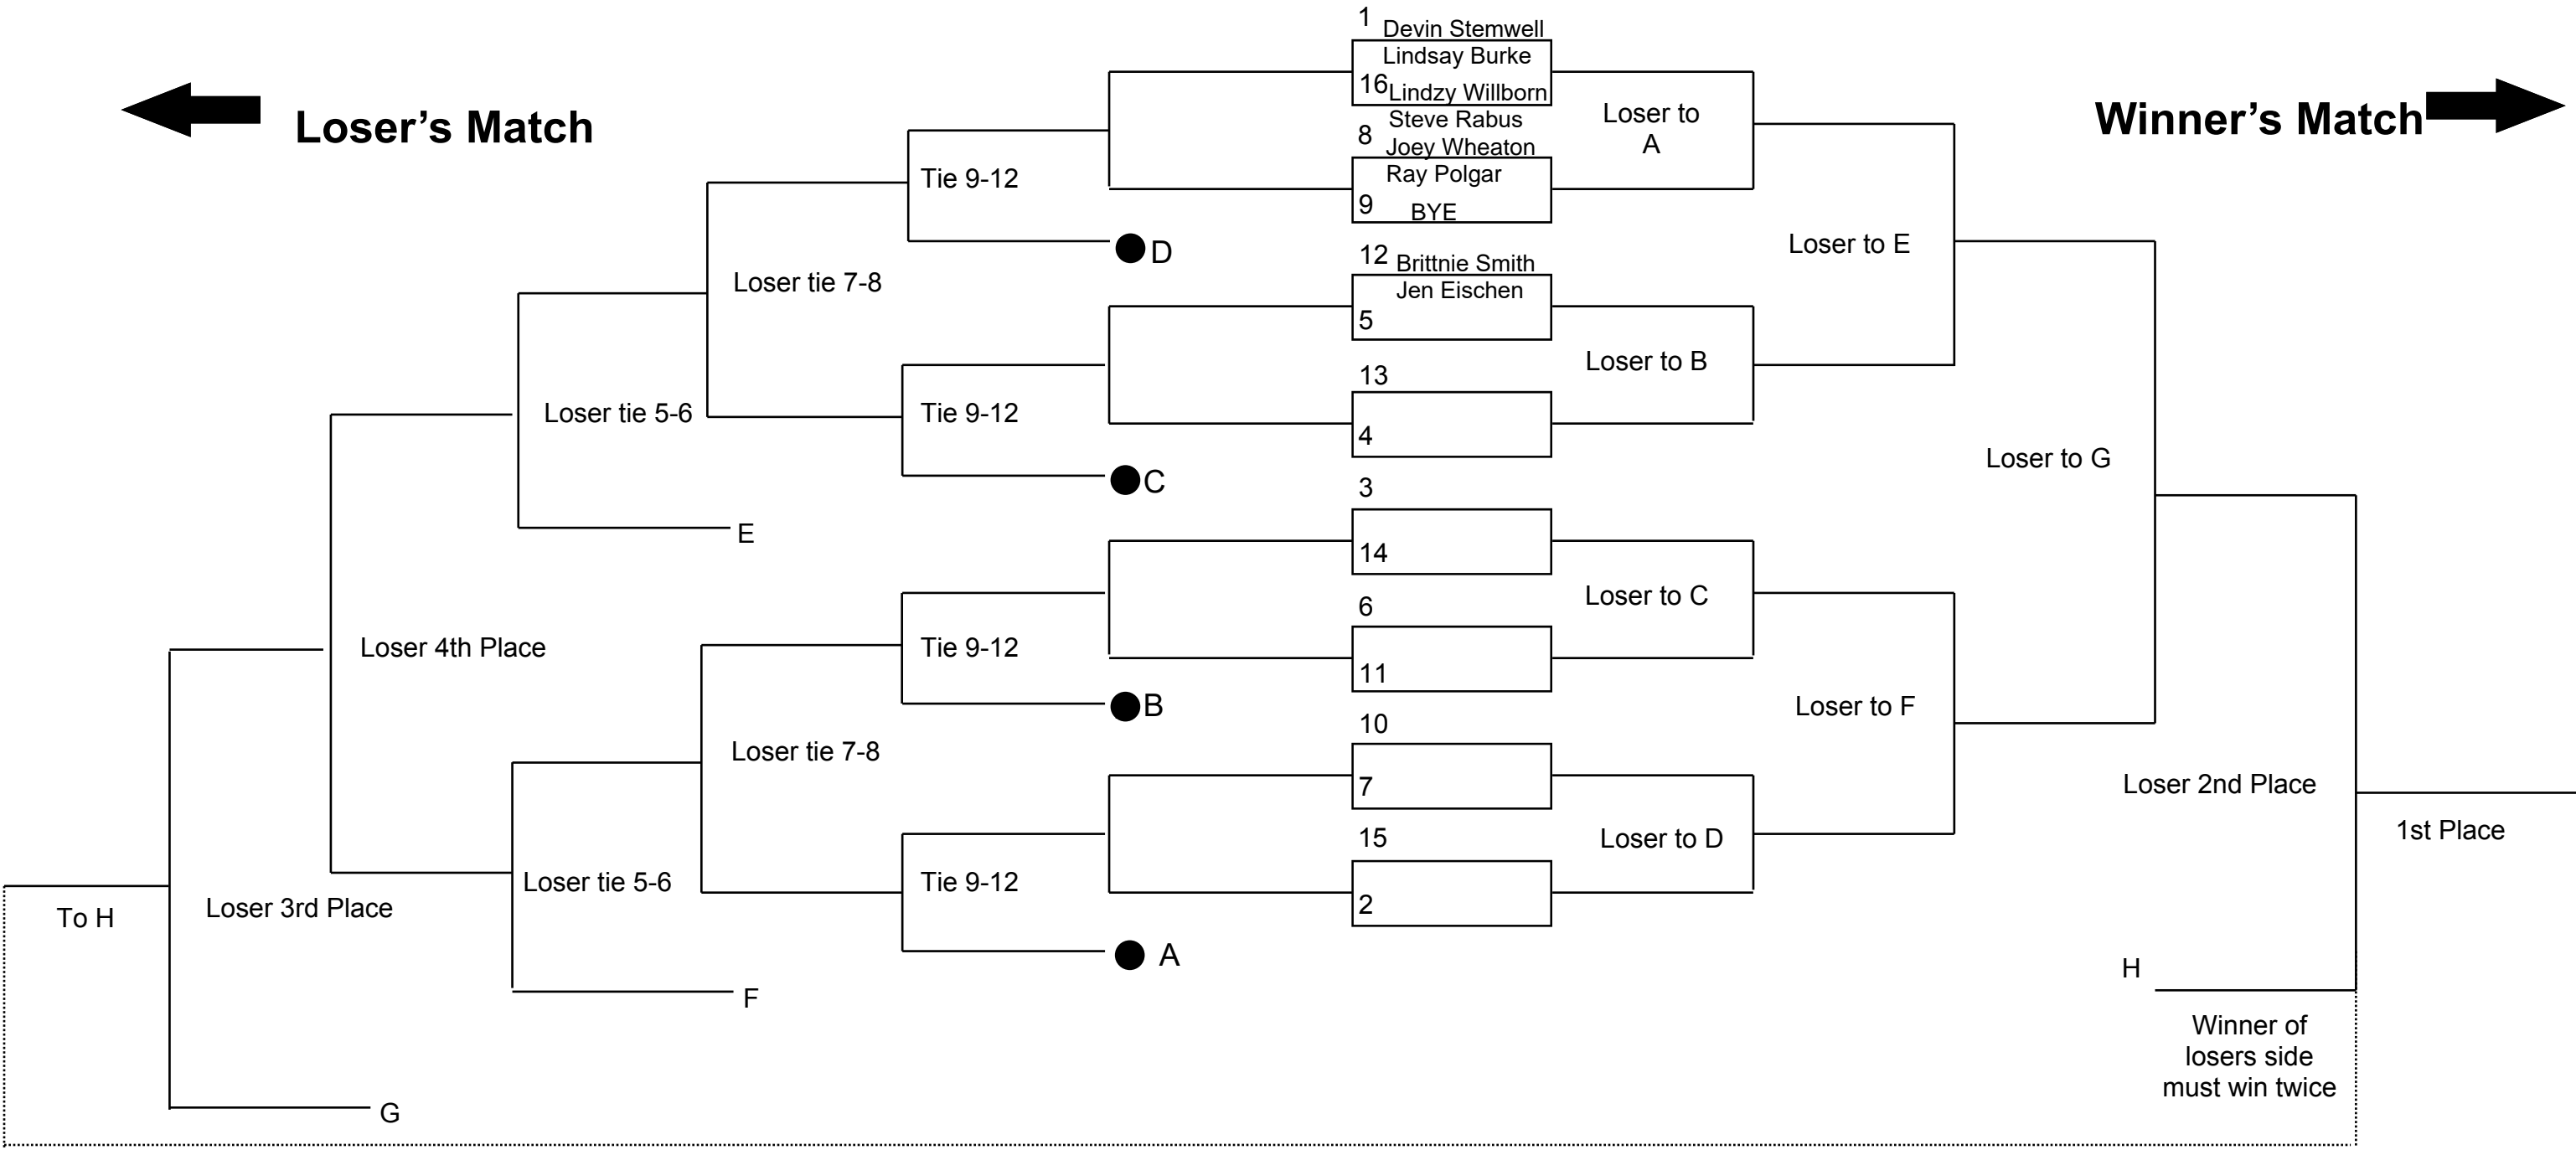 1 Devin Stemwell
Lindsay Burke
16 Lindzy Willborn
Loser’s Match
Winner’s Match
8 Steve Rabus
Joey Wheaton
Ray Polgar
9 BYE
Loser to
A
Tie 9-12
D
12 Brittnie Smith
Jen Eischen
5
Loser to E
Loser tie 7-8
Loser to B
13
4
Tie 9-12
Loser tie 5-6
C
E
3
14
Loser to G
Loser to C
6
11
Tie 9-12
Loser 4th Place
B
10
7
Loser to F
Loser tie 7-8
Loser 2nd Place
15
2
Loser to D
1st Place
Tie 9-12
Loser tie 5-6
Loser 3rd Place
To H
A
F
H
Winner of
losers side
must win twice
G